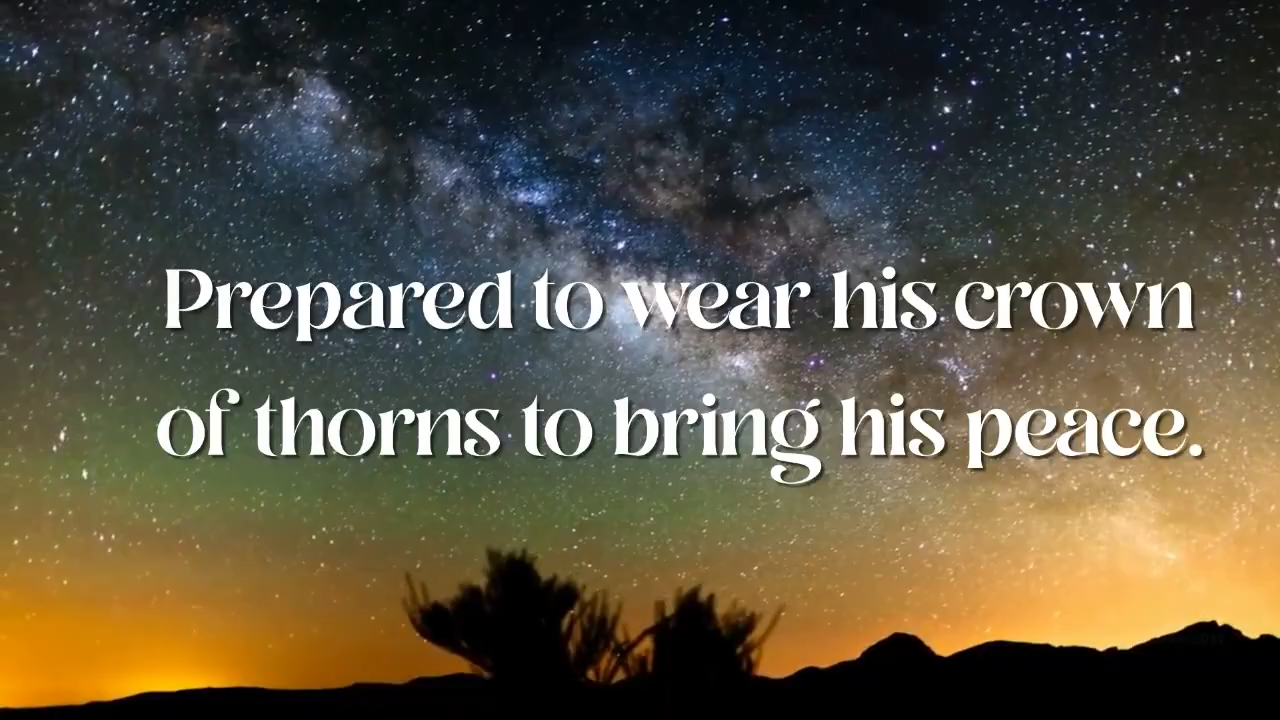 Prepared to wear his crown
of thorns to bring his peace.